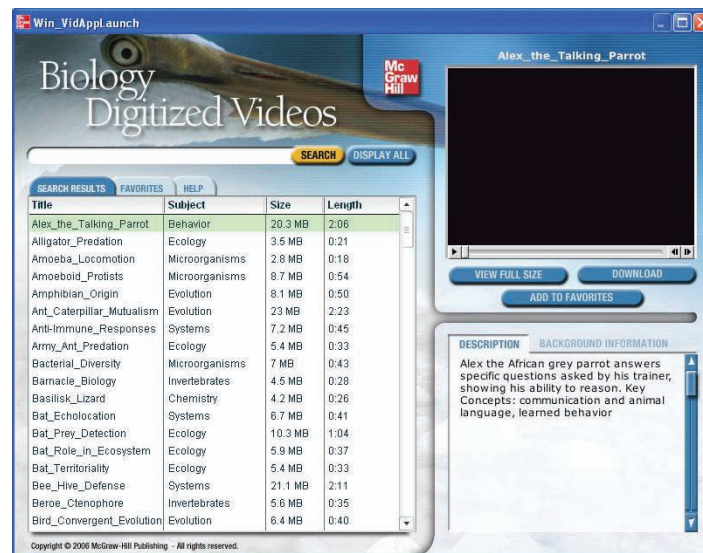 Win_VidAppLaunch
Biology
Digitized Videos
Mc
Graw
Hill
Alex_the_Talking_Parrot
SEARCH
DISPLAY ALL
SEARCH RESULTS FAVORITES HELP
Title Subject Size Length
Alex_the_Talking_Parrot Behavior 20.3 MB 2:06
Alligator_Predation Ecology 3.5 MB 0:21
Amoeba_Locomotion Microorganisms 2.8 MB 0:18
Amoeboid_Protists Microorganisms 8.7 MB 0:54
Amphibian_Origin Evolution 8.1 MB 0:50
Ant_Caterpillar_Mutualism Evolution 23 MB 2:23
Anti-Immune_Responses Systems 7.2 MB 0:45
Army_Ant_Predation Ecology 5.4 MB 0:33
Bacterial_Diversity Microorganisms 7 MB 0:43
Barnacle_Biology Invertebrates 4.5 MB 0:28
Basilisk_Lizard Chemistry 4.2 MB 0:26
Bat_Echolocation Systems 6.7 MB 0:41
Bat_Prey_Detection Ecology 10.3 MB 1:04
Bat_Role_in_Ecosystem Ecology 5.9 MB 0:37
Bat_Territoriality Ecology 5.4 MB 0:33
Bee_Hive_Defense Systems 21.1 MB 2:11
Beroe_Ctenophore Invertebrates 5.6 MB 0:35
Bird_Convergent_Evolution Evolution 6.4 MB 0:40
Copyright © 2006 McGraw-Hill Publishing - All rights reserved.
VIEW FULL SIZE
DOWNLOAD
ADD TO FAVORITES
DESCRIPTION BACKGROUND INFORMATION
Alex the African grey parrot answers
specific questions asked by his trainer,
showing his ability to reason. Key
Concepts: communication and animal
language, learned behavior